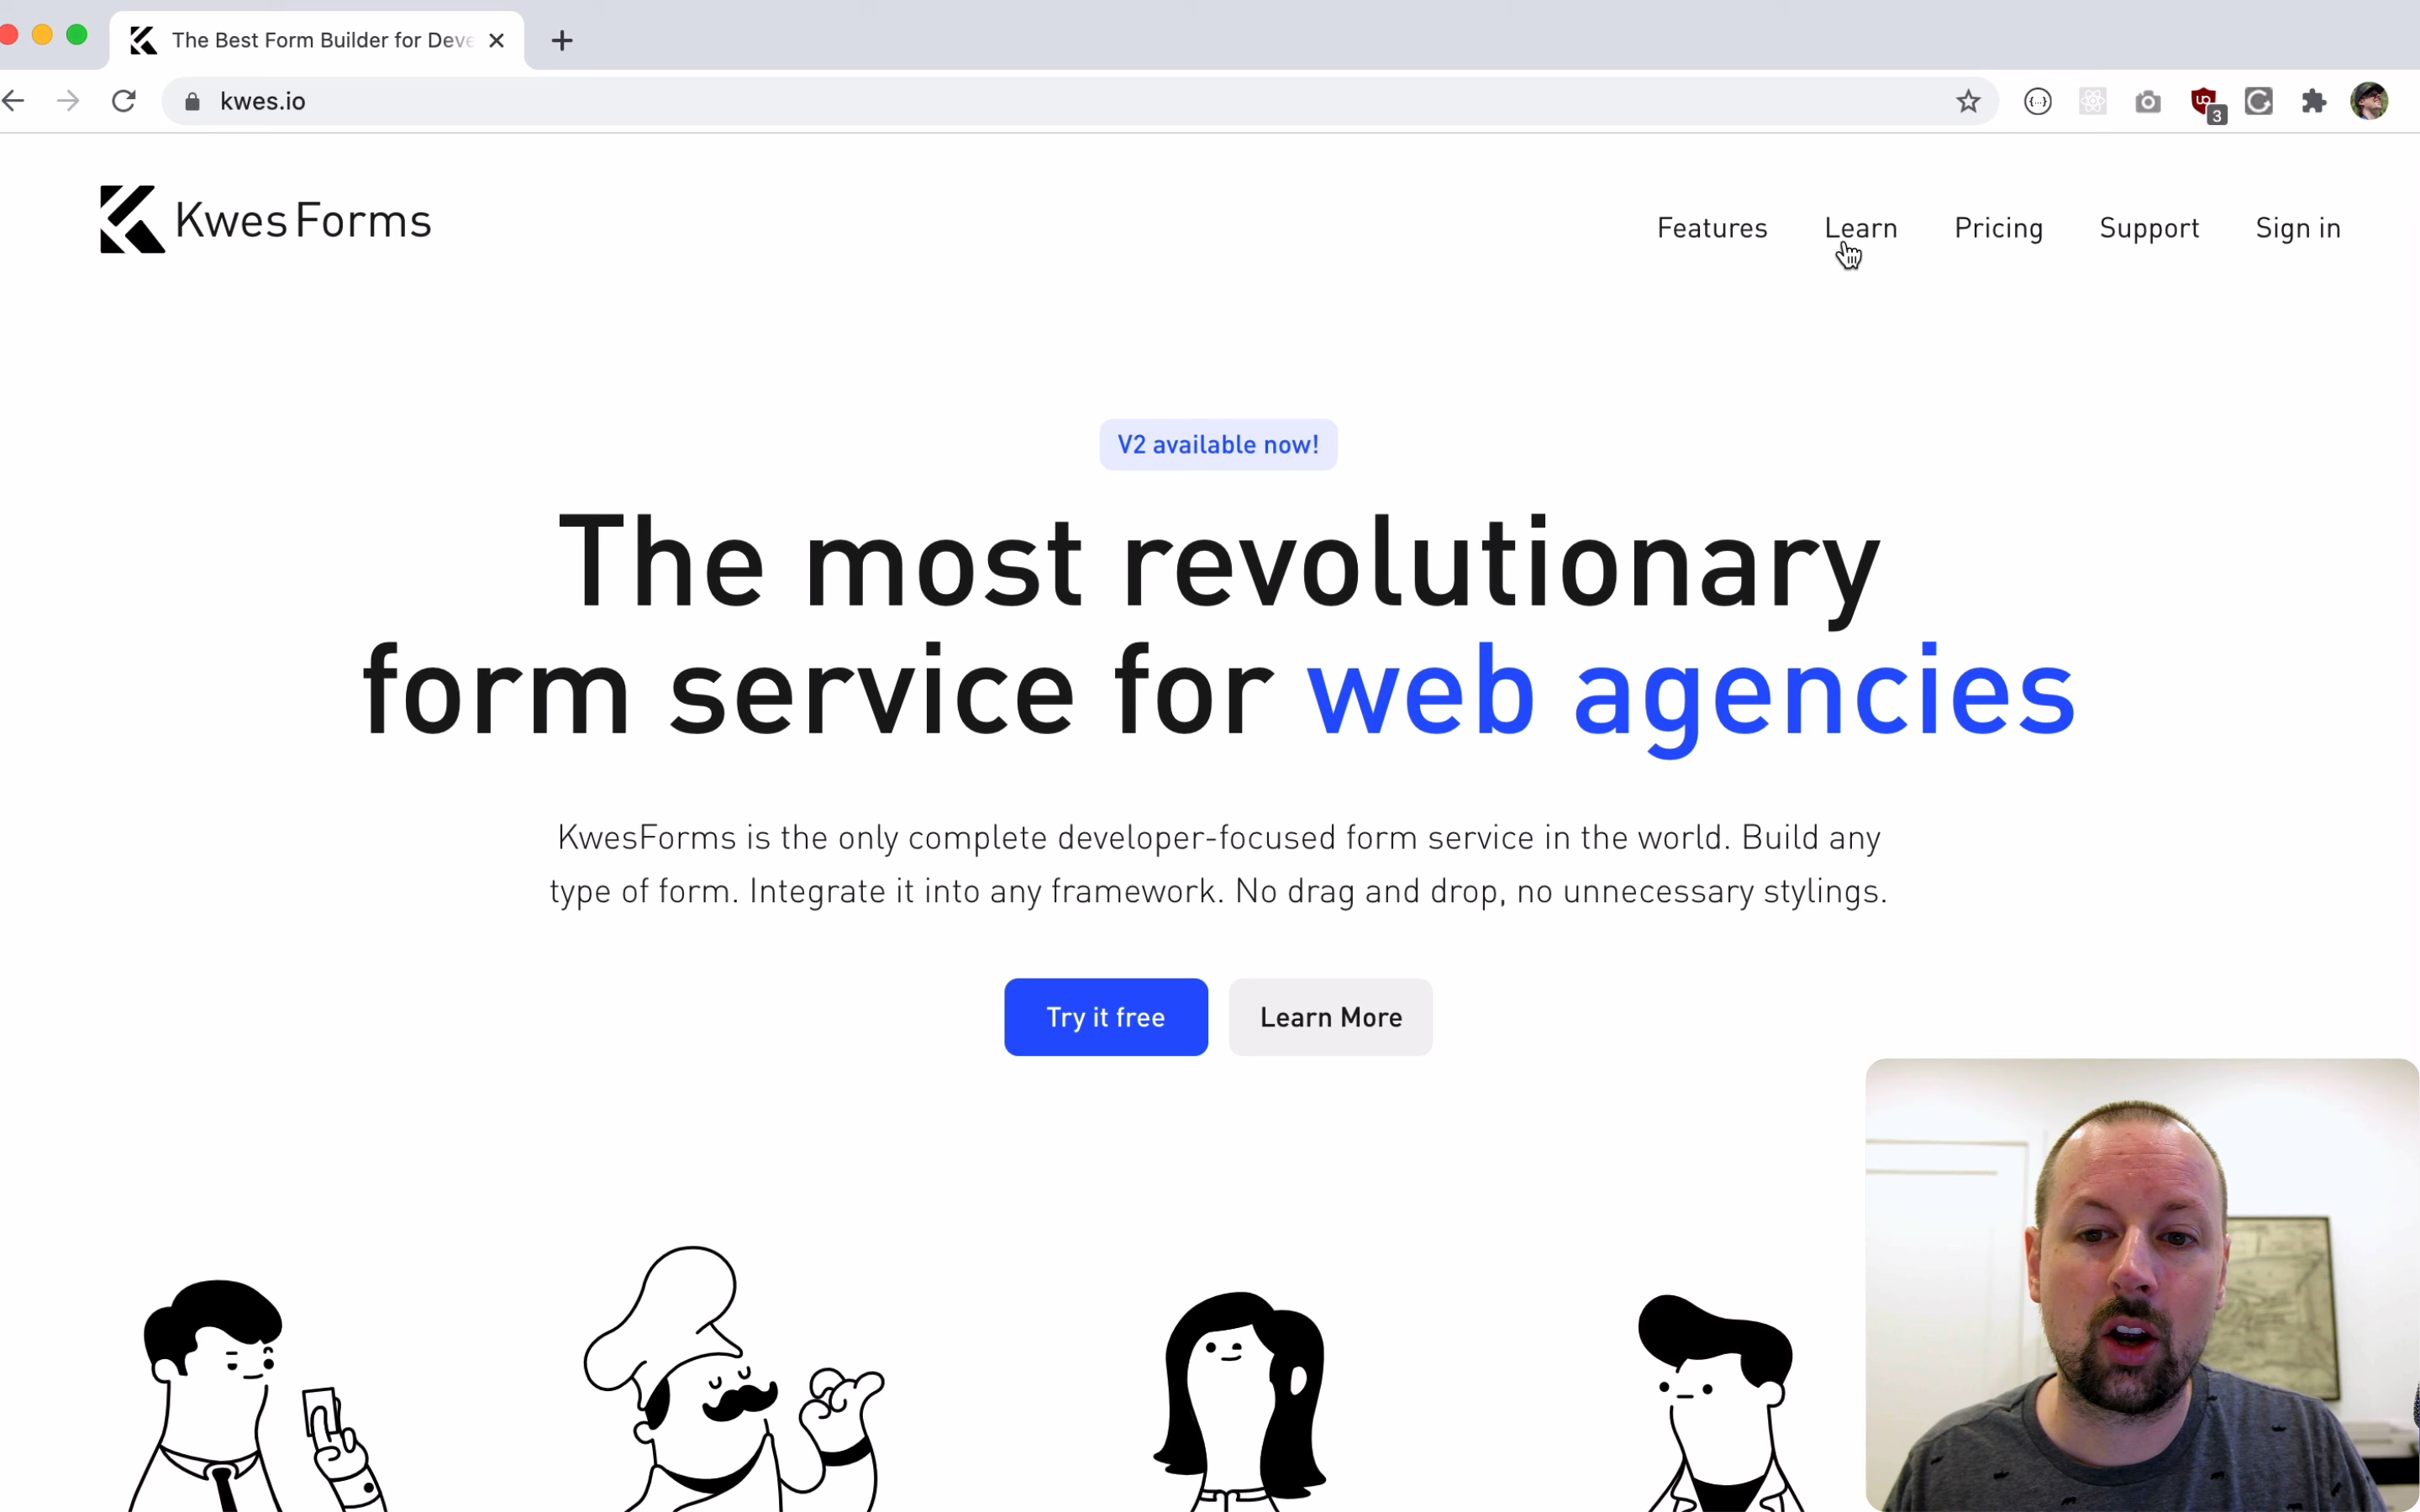 The Best Form Builder for Deve
kwes.io
3
KwesForms
Features Learn Pricing Support Sign in
V2 available now!
The most revolutionary
form service for web agencies
KwesForms is the only complete developer-focused form service in the world. Build any
type of form. Integrate it into any framework. No drag and drop, no unnecessary stylings.
Try it free Learn More